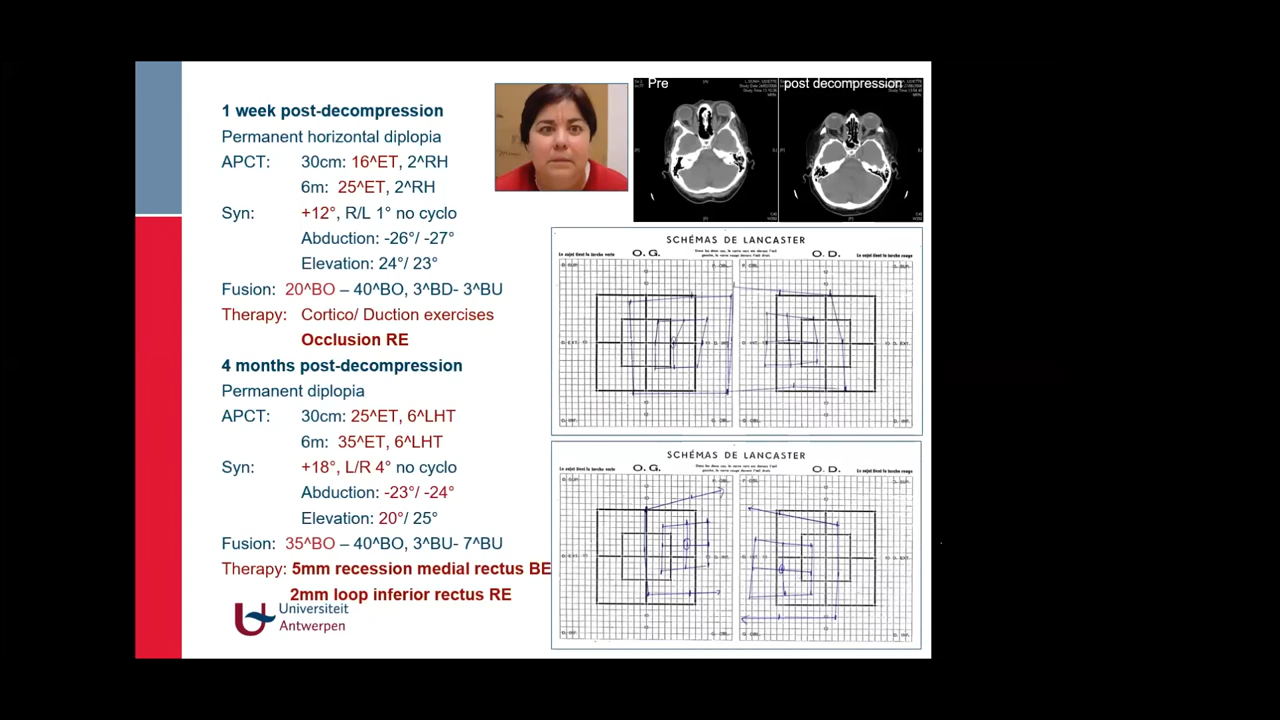 1 week post-decompression
Permanent horizontal diplopia
APCT: 30cm: 16^ET, 2^RH
6m: 25^ET, 2^RH
Syn: +12°, R/L 1° no cyclo
Abduction: -26°/ -27°
Elevation: 24°/ 23°
Fusion: 20^BO – 40^BO, 3^BD- 3^BU
Therapy: Cortico/ Duction exercises
Occlusion RE
4 months post-decompression
Permanent diplopia
APCT: 30cm: 25^ET, 6^LHT
6m: 35^ET, 6^LHT
Syn: +18°, L/R 4° no cyclo
Abduction: -23°/ -24°
Elevation: 20°/ 25°
Fusion: 35^BO – 40^BO, 3^BU- 7^BU
Therapy: 5mm recession medial rectus BE
2mm loop inferior rectus RE
Universiteit
Antwerpen
Pre
post decompression
SCHÉMAS DE LANCASTER
O. G.
O. D.
SCHÉMAS DE LANCASTER
O. G.
O. D.